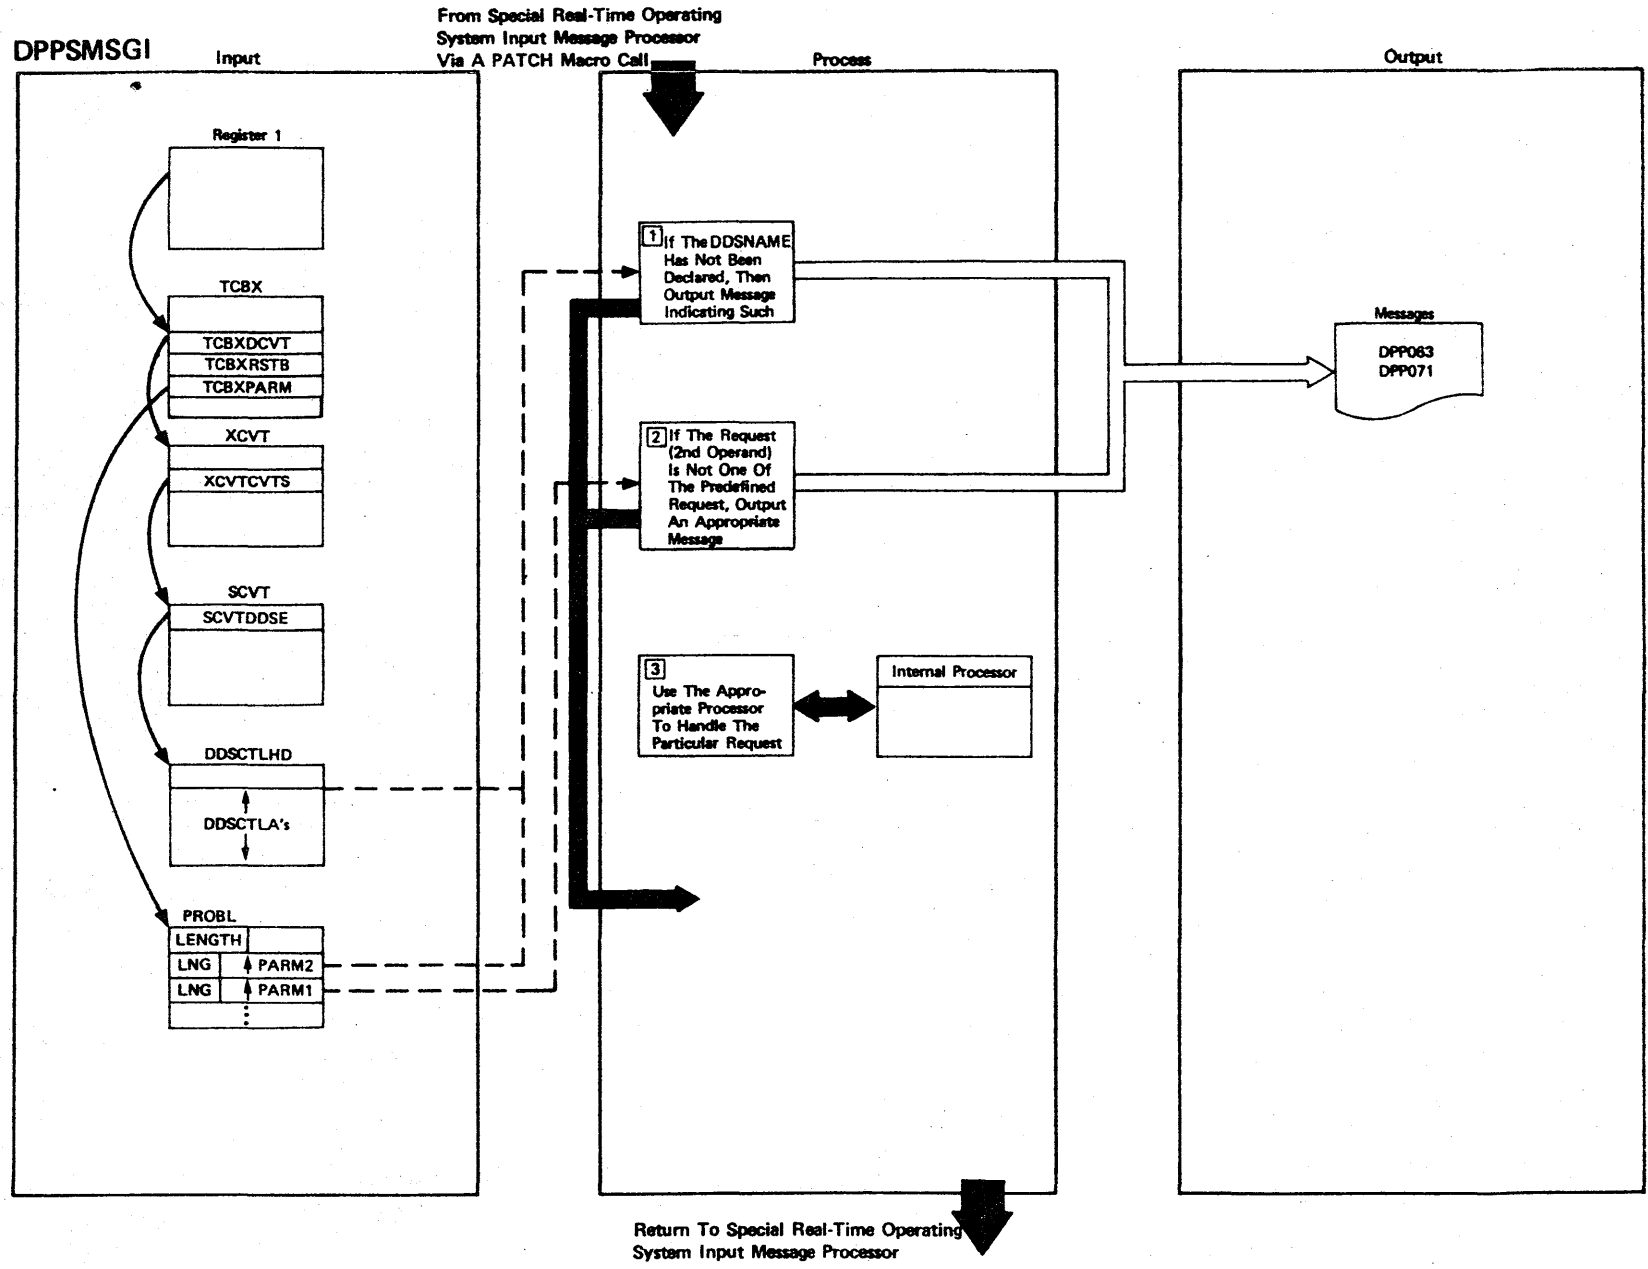 From Special Real-Time Operating
System Input Message Processor
Via A PATCH Macro Call
DPPSMSGI
Input
Process
Output
Register 1
TCBX
TCBXDCVT
TCBXRSTB
TCBXPARM
XCVT
XCVTCVTS
SCVT
SCVTDDSE
DDSCTLHD
DDSCTLA's
PROBL
LENGTH
LNG PARM2
LNG PARM1
1 If The DDSNAME
Has Not Been
Declared, Then
Output Message
Indicating Such
2 If The Request
(2nd Operand)
Is Not One Of
The Predefined
Request, Output
An Appropriate
Message
3
Use The Appro-
priate Processor
To Handle The
Particular Request
Internal Processor
Messages
DPP063
DPP071
Return To Special Real-Time Operating
System Input Message Processor